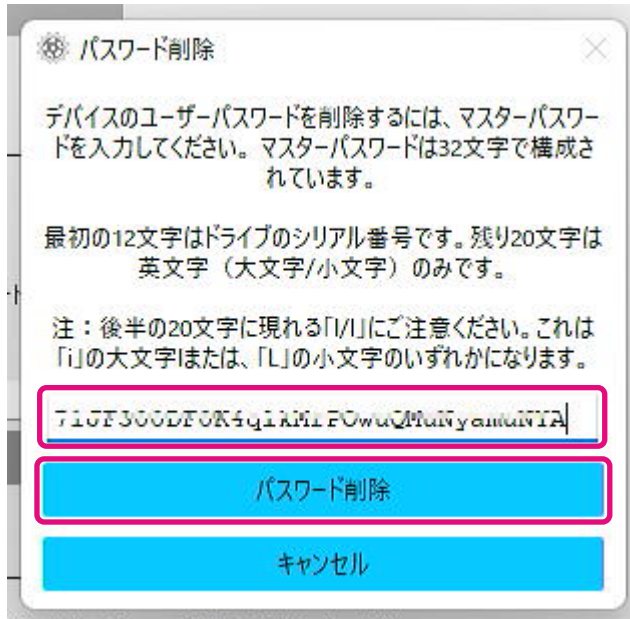 パスワード削除
デバイスのユーザーパスワードを削除するには、マスターパスワー
ドを入力してください。マスターパスワードは32文字で構成さ
れています。
最初の12文字はドライブのシリアル番号です。残り20文字は
英文字（大文字/小文字）のみです。
注：後半の20文字に現れる「I/l」にご注意ください。これは
「i」の大文字Iまたは、「L」の小文字のいずれかになります。
パスワード削除
キャンセル